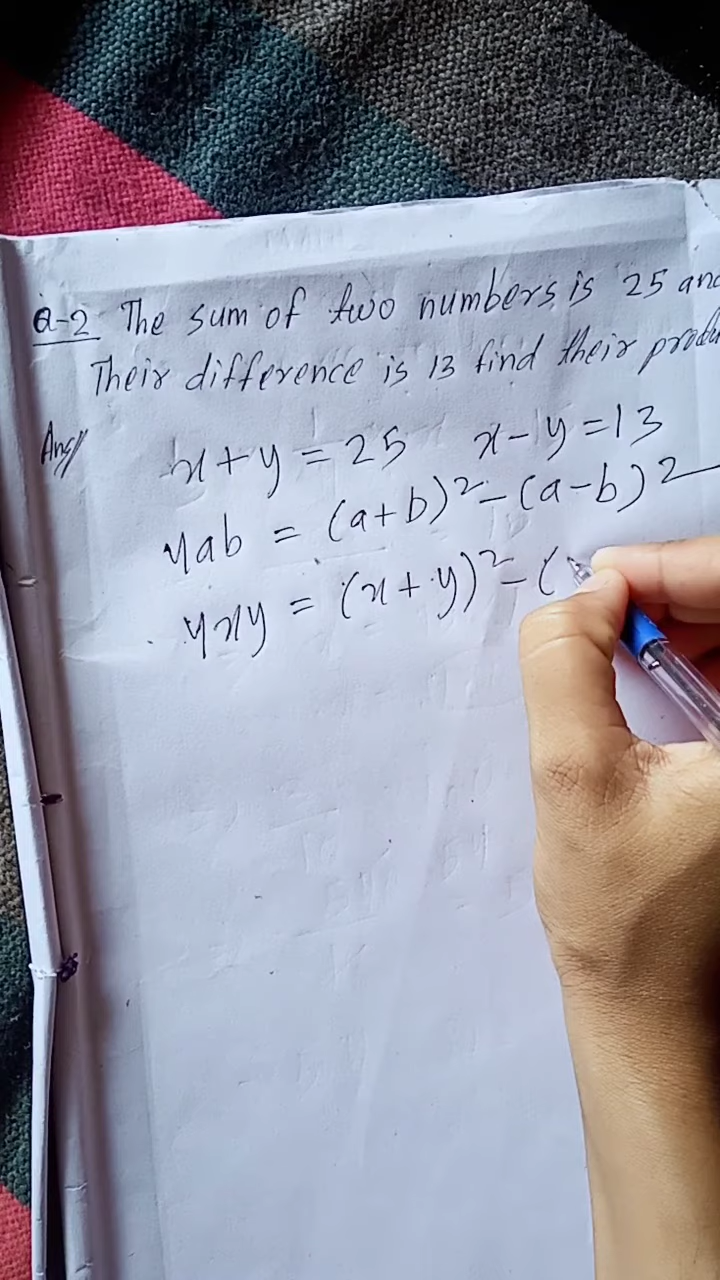 Q-2 The sum of two numbers is 25 and
Their difference is 13 find their produ
Ans
x+y = 25 x-y = 13
4ab = (a+b)² - (a-b)²
4xy = (x+y)² - (